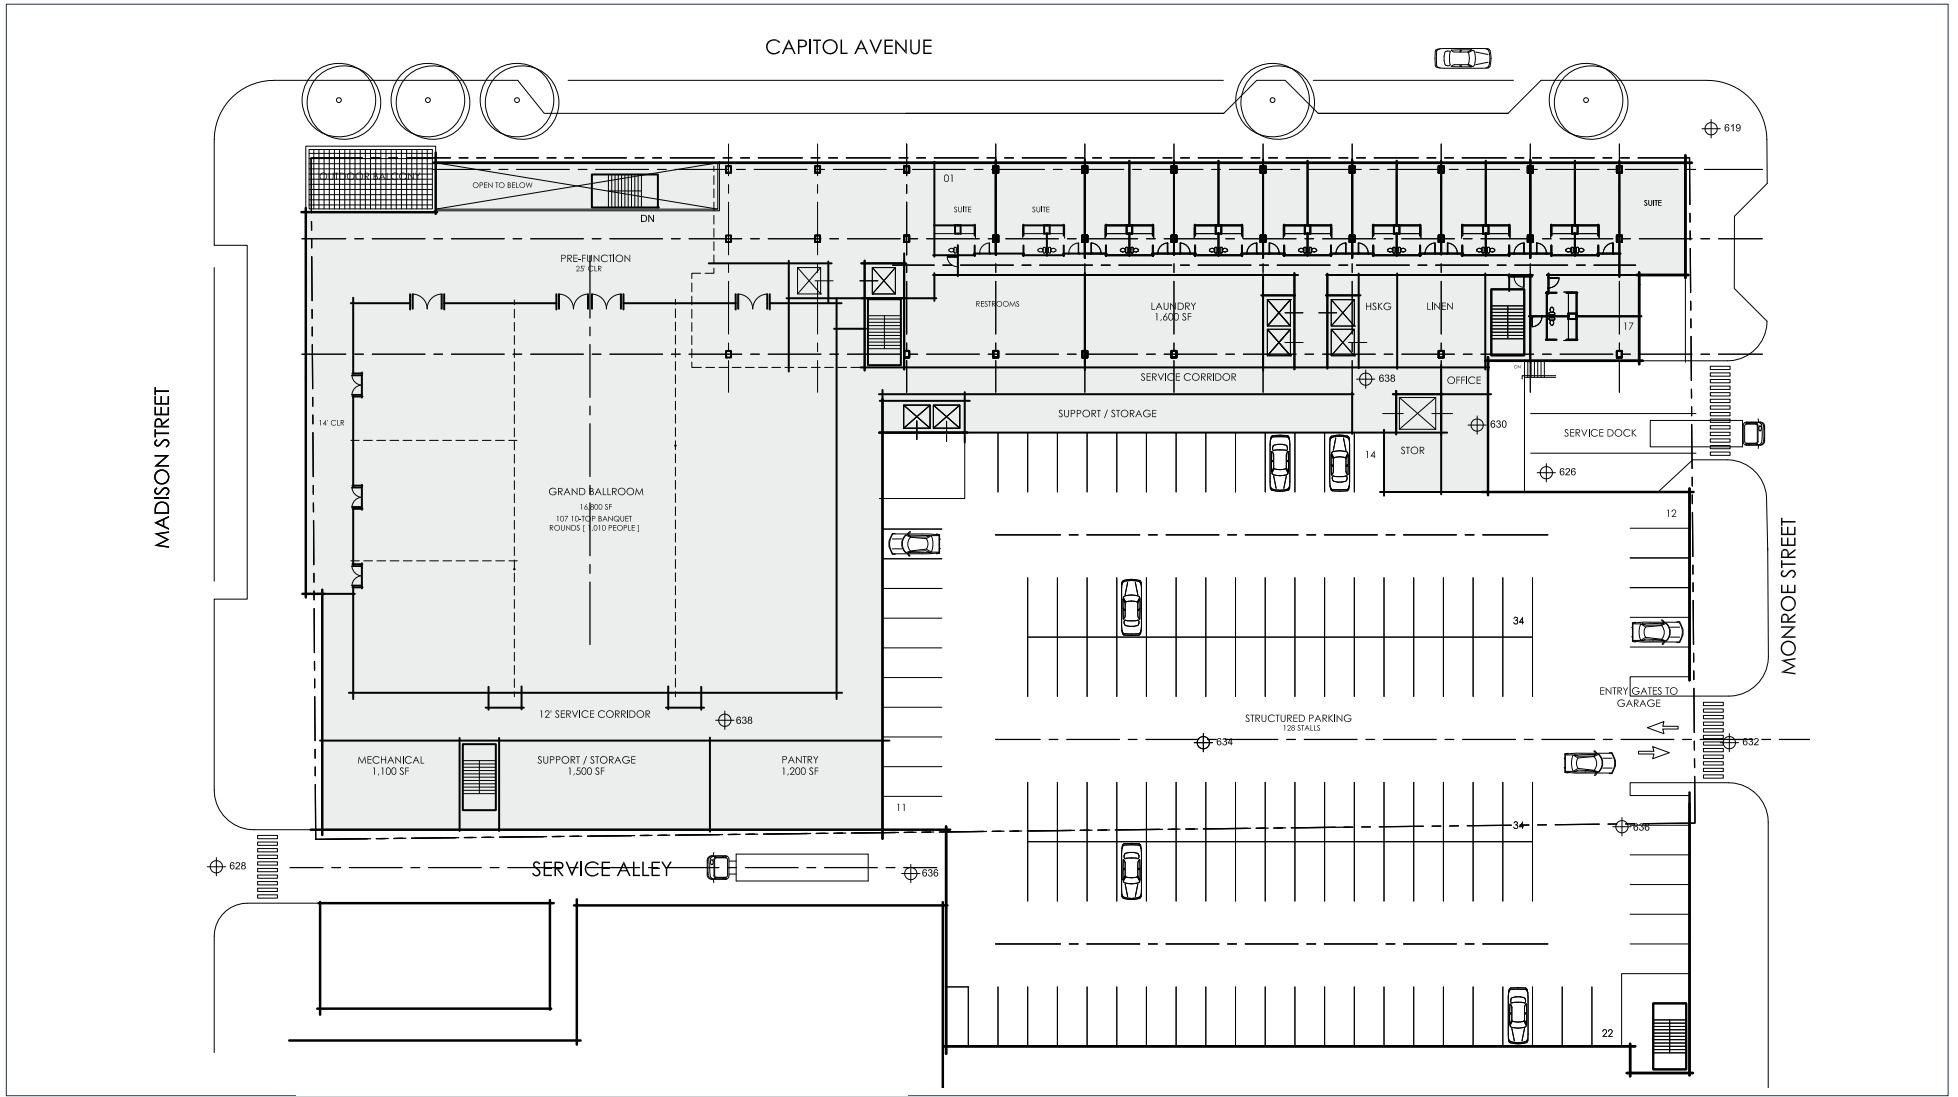 CAPITOL AVENUE
619
OUTDOOR BALCONY
OPEN TO BELOW
DN
01
SUITE
SUITE
SUITE
PRE-FUNCTION
25' CLR
RESTROOMS
LAUNDRY
1,600 SF
HSKG
LINEN
17
SERVICE CORRIDOR
638
OFFICE
DN
SUPPORT / STORAGE
630
SERVICE DOCK
14
STOR
626
MADISON STREET
14' CLR
GRAND BALLROOM
16,800 SF
107 10-TOP BANQUET
ROUNDS [ 1,010 PEOPLE ]
12
MONROE STREET
34
ENTRY GATES TO
GARAGE
12' SERVICE CORRIDOR
638
STRUCTURED PARKING
128 STALLS
634
632
MECHANICAL
1,100 SF
SUPPORT / STORAGE
1,500 SF
PANTRY
1,200 SF
11
34
636
628
SERVICE ALLEY
636
22